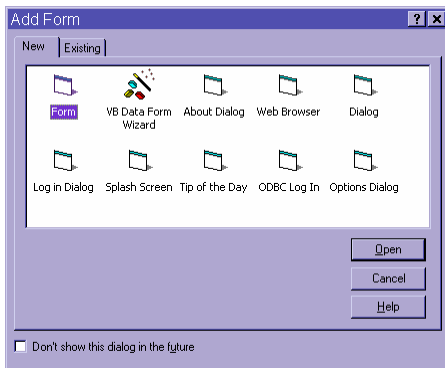 Add Form
New Existing
Form VB Data Form Wizard About Dialog Web Browser Dialog
Log in Dialog Splash Screen Tip of the Day ODBC Log In Options Dialog
Open
Cancel
Help
Don't show this dialog in the future